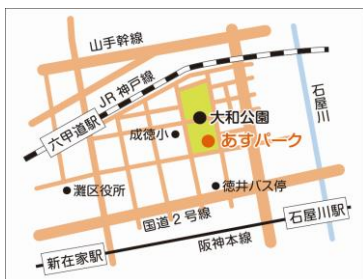 山手幹線
JR神戸線
石屋川
六甲道駅
大和公園
成徳小
あすパーク
灘区役所
徳井バス停
国道2号線
石屋川駅
新在家駅
阪神本線